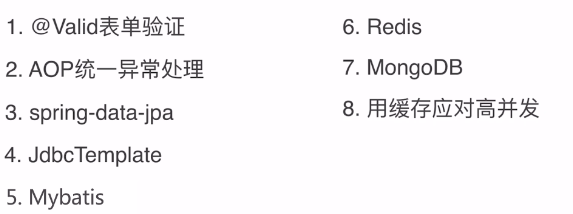 1. @Valid表单验证
2. AOP统一异常处理
3. spring-data-jpa
4. JdbcTemplate
5. Mybatis
6. Redis
7. MongoDB
8. 用缓存应对高并发